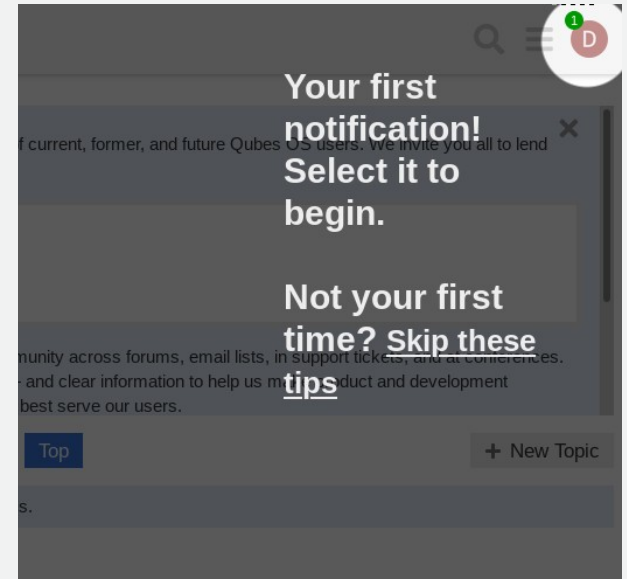 1
D
Your first
notification!
f current, former, and future Qubes OS users. We invite you all to lend
Select it to
begin.
Not your first
time? Skip these
munity across forums, email lists, in support tickets, and at conferences.
tips
- and clear information to help us make product and development
best serve our users.
Top
+ New Topic
s.